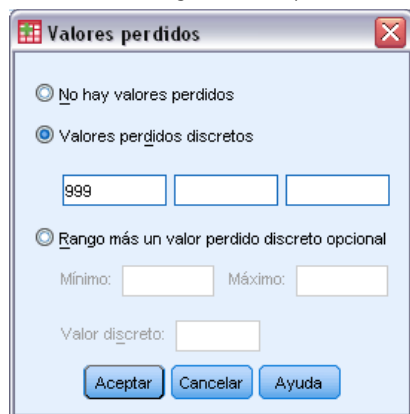 Valores perdidos
No hay valores perdidos
Valores perdidos discretos
999
Rango más un valor perdido discreto opcional
Mínimo: Máximo:
Valor discreto:
Aceptar Cancelar Ayuda